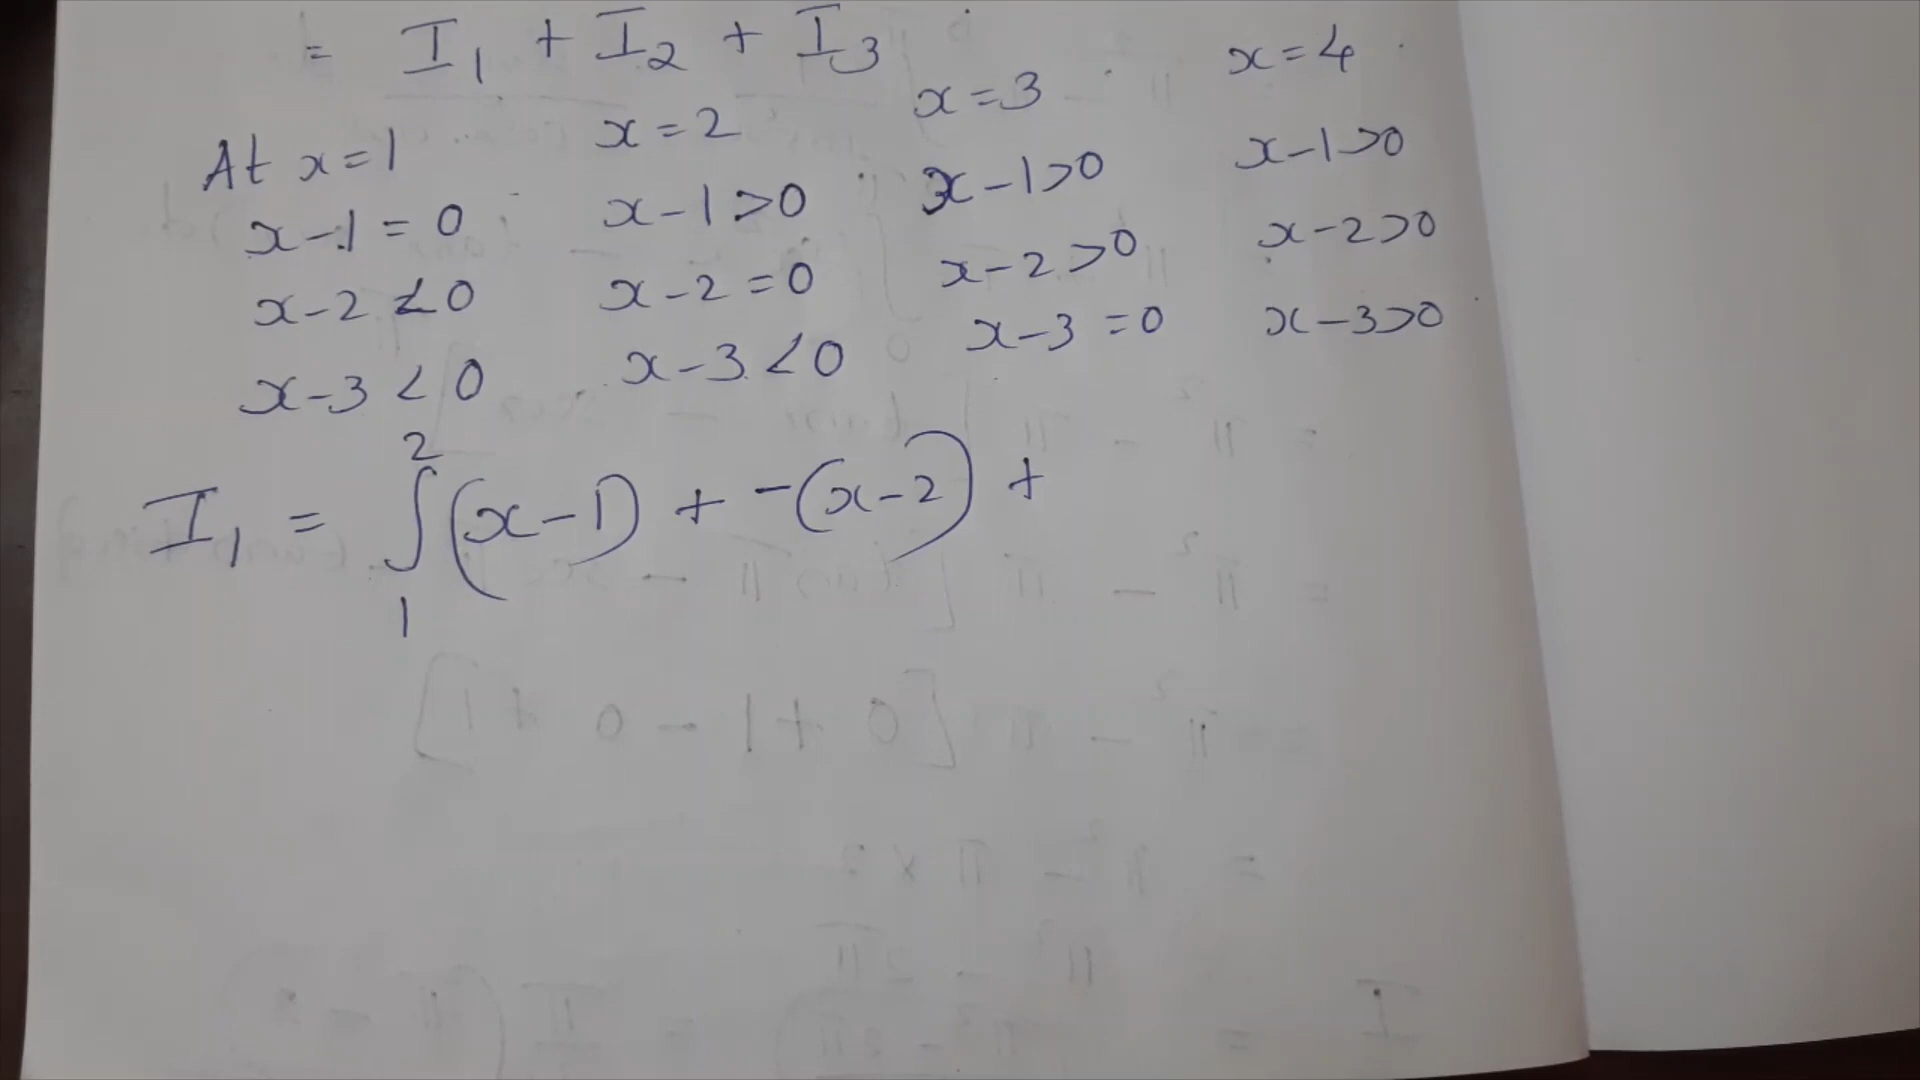 = I₁ + I₂ + I₃
At x=1 x=2 x=3 x=4
x-1=0 x-1>0 x-1>0 x-1>0
x-2<0 x-2=0 x-2>0 x-2>0
x-3<0 x-3<0 x-3=0 x-3>0
I₁ = ∫₁² (x-1) + -(x-2) +